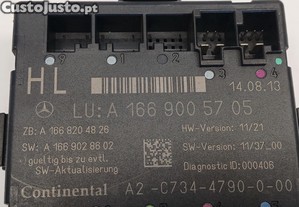 CustoJusto.pt
HL
14.08.13
LU: A 166 900 57 05
ZB: A 166 820 48 26
HW-Version: 11/21
SW: A 166 902 86 02
SW-Version: 11/37_00
gueltig bis zu evtl.
SW-Aktualisierung
Diagnostic ID: 000408
Continental
A2-C734-4790-0-00